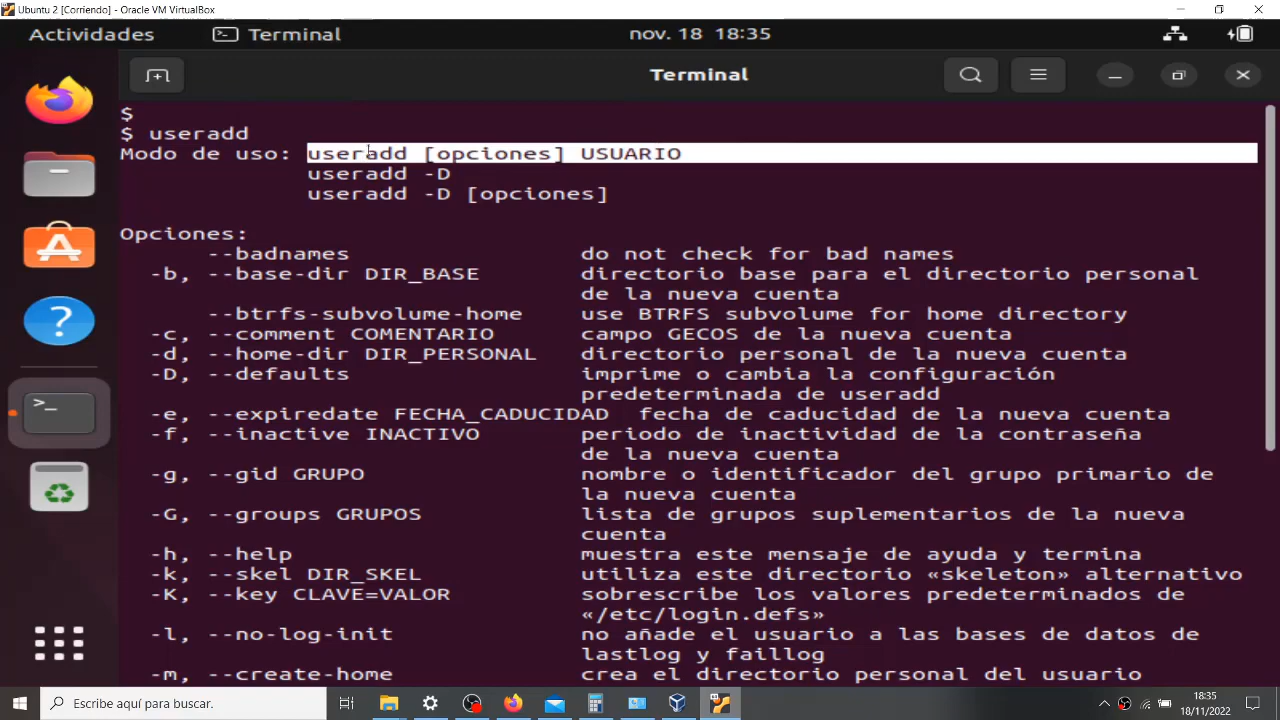 Ubuntu 2 [Corriendo] - Oracle VM VirtualBox
Actividades Terminal nov. 18 18:35
Terminal
$
$ useradd
Modo de uso: useradd [opciones] USUARIO
useradd -D
useradd -D [opciones]
Opciones:
--badnames do not check for bad names
-b, --base-dir DIR_BASE directorio base para el directorio personal
de la nueva cuenta
--btrfs-subvolume-home use BTRFS subvolume for home directory
-c, --comment COMENTARIO campo GECOS de la nueva cuenta
-d, --home-dir DIR_PERSONAL directorio personal de la nueva cuenta
-D, --defaults imprime o cambia la configuración
predeterminada de useradd
-e, --expiredate FECHA_CADUCIDAD fecha de caducidad de la nueva cuenta
-f, --inactive INACTIVO periodo de inactividad de la contraseña
de la nueva cuenta
-g, --gid GRUPO nombre o identificador del grupo primario de
la nueva cuenta
-G, --groups GRUPOS lista de grupos suplementarios de la nueva
cuenta
-h, --help muestra este mensaje de ayuda y termina
-k, --skel DIR_SKEL utiliza este directorio «skeleton» alternativo
-K, --key CLAVE=VALOR sobrescribe los valores predeterminados de
«/etc/login.defs»
-l, --no-log-init no añade el usuario a las bases de datos de
lastlog y faillog
-m, --create-home crea el directorio personal del usuario
Escribe aquí para buscar.
18:35
18/11/2022